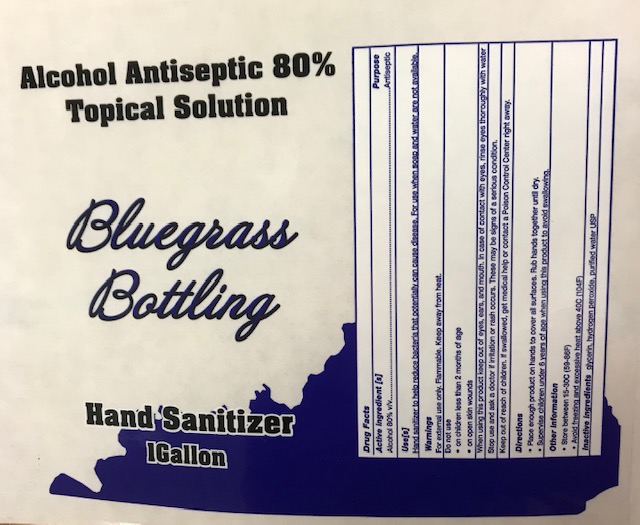 Alcohol Antiseptic 80%
Topical Solution
Bluegrass
Bottling
Hand Sanitizer
1Gallon
Drug Facts
Active Ingredient [s] Purpose
Alcohol 80% v/v..........Antiseptic
Use[s]
Hand sanitizer to help reduce bacteria that potentially can cause disease. For use when soap and water are not available.
Warnings
For external use only. Flammable. Keep away from heat.
Do not use
• on children less than 2 months of age
• on open skin wounds
When using this product keep out of eyes, ears, and mouth. In case of contact with eyes, rinse eyes thoroughly with water
Stop use and ask a doctor if irritation or rash occurs. These may be signs of a serious condition.
Keep out of reach of children. If swallowed, get medical help or contact a Poison Control Center right away.
Directions
• Place enough product on hands to cover all surfaces. Rub hands together until dry.
• Supervise children under 6 years of age when using this product to avoid swallowing.
Other Information
• Store between 15-30C (59-86F)
• Avoid freezing and excessive heat above 40C (104F)
Inactive Ingredients glycerin, hydrogen peroxide, purified water USP